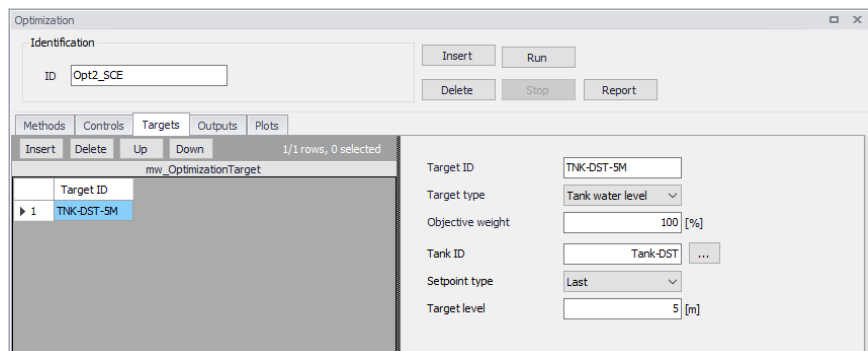 Optimization
Identification
ID Opt2_SCE
Insert Run
Delete Stop Report
Methods Controls Targets Outputs Plots
Insert Delete Up Down 1/1 rows, 0 selected
mw_OptimizationTarget
Target ID
1 TNK-DST-5M
Target ID TNK-DST-5M
Target type Tank water level
Objective weight 100 [%]
Tank ID Tank-DST ...
Setpoint type Last
Target level 5 [m]